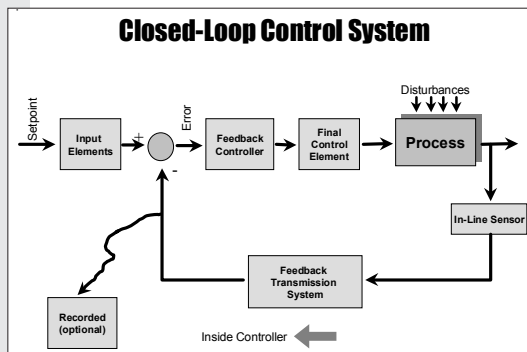 Closed-Loop Control System
Disturbances
Setpoint
Input
Elements
+
-
Error
Feedback
Controller
Final
Control
Element
Process
In-Line Sensor
Feedback
Transmission
System
Recorded
(optional)
Inside Controller